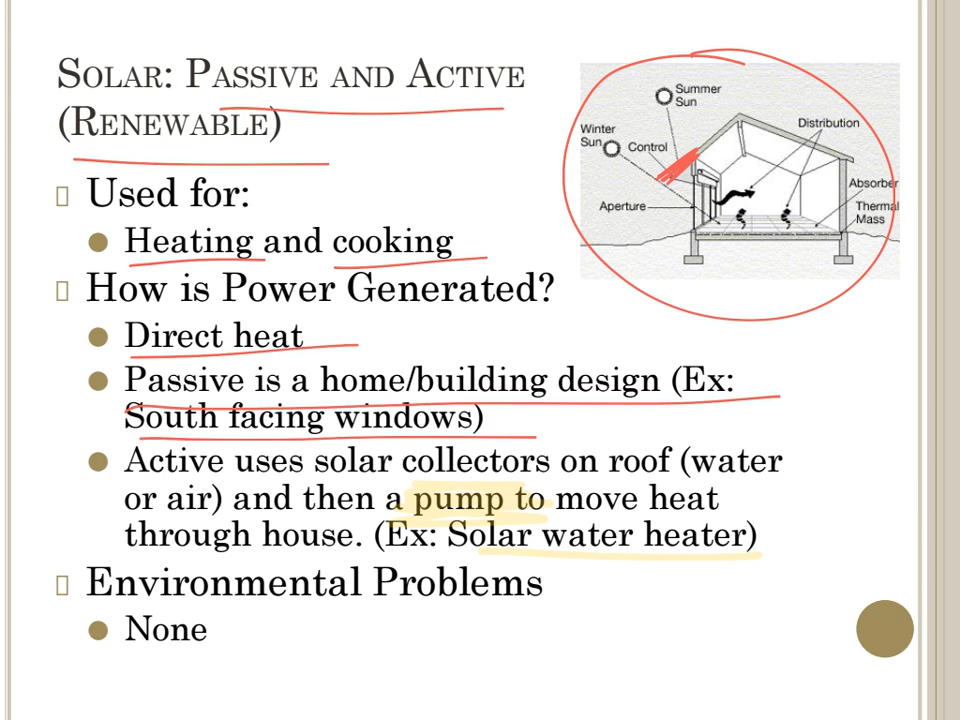 Solar: Passive and Active
(Renewable)
Used for:
Heating and cooking
How is Power Generated?
Direct heat
Passive is a home/building design (Ex:
South facing windows)
Active uses solar collectors on roof (water
or air) and then a pump to move heat
through house. (Ex: Solar water heater)
Environmental Problems
None
Summer
Sun
Winter
Sun
Control
Distribution
Aperture
Absorber
Thermal
Mass